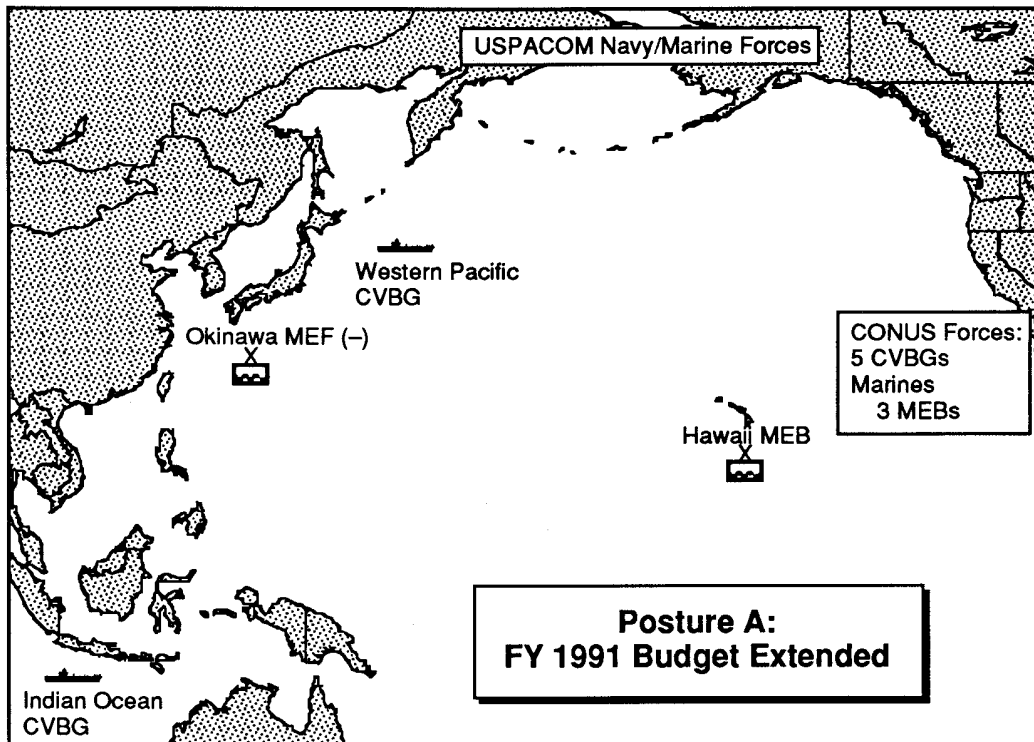 USPACOM Navy/Marine Forces
Western Pacific
CVBG
Okinawa MEF (–)
CONUS Forces:
5 CVBGs
Marines
3 MEBs
Hawaii MEB
Posture A:
FY 1991 Budget Extended
Indian Ocean
CVBG